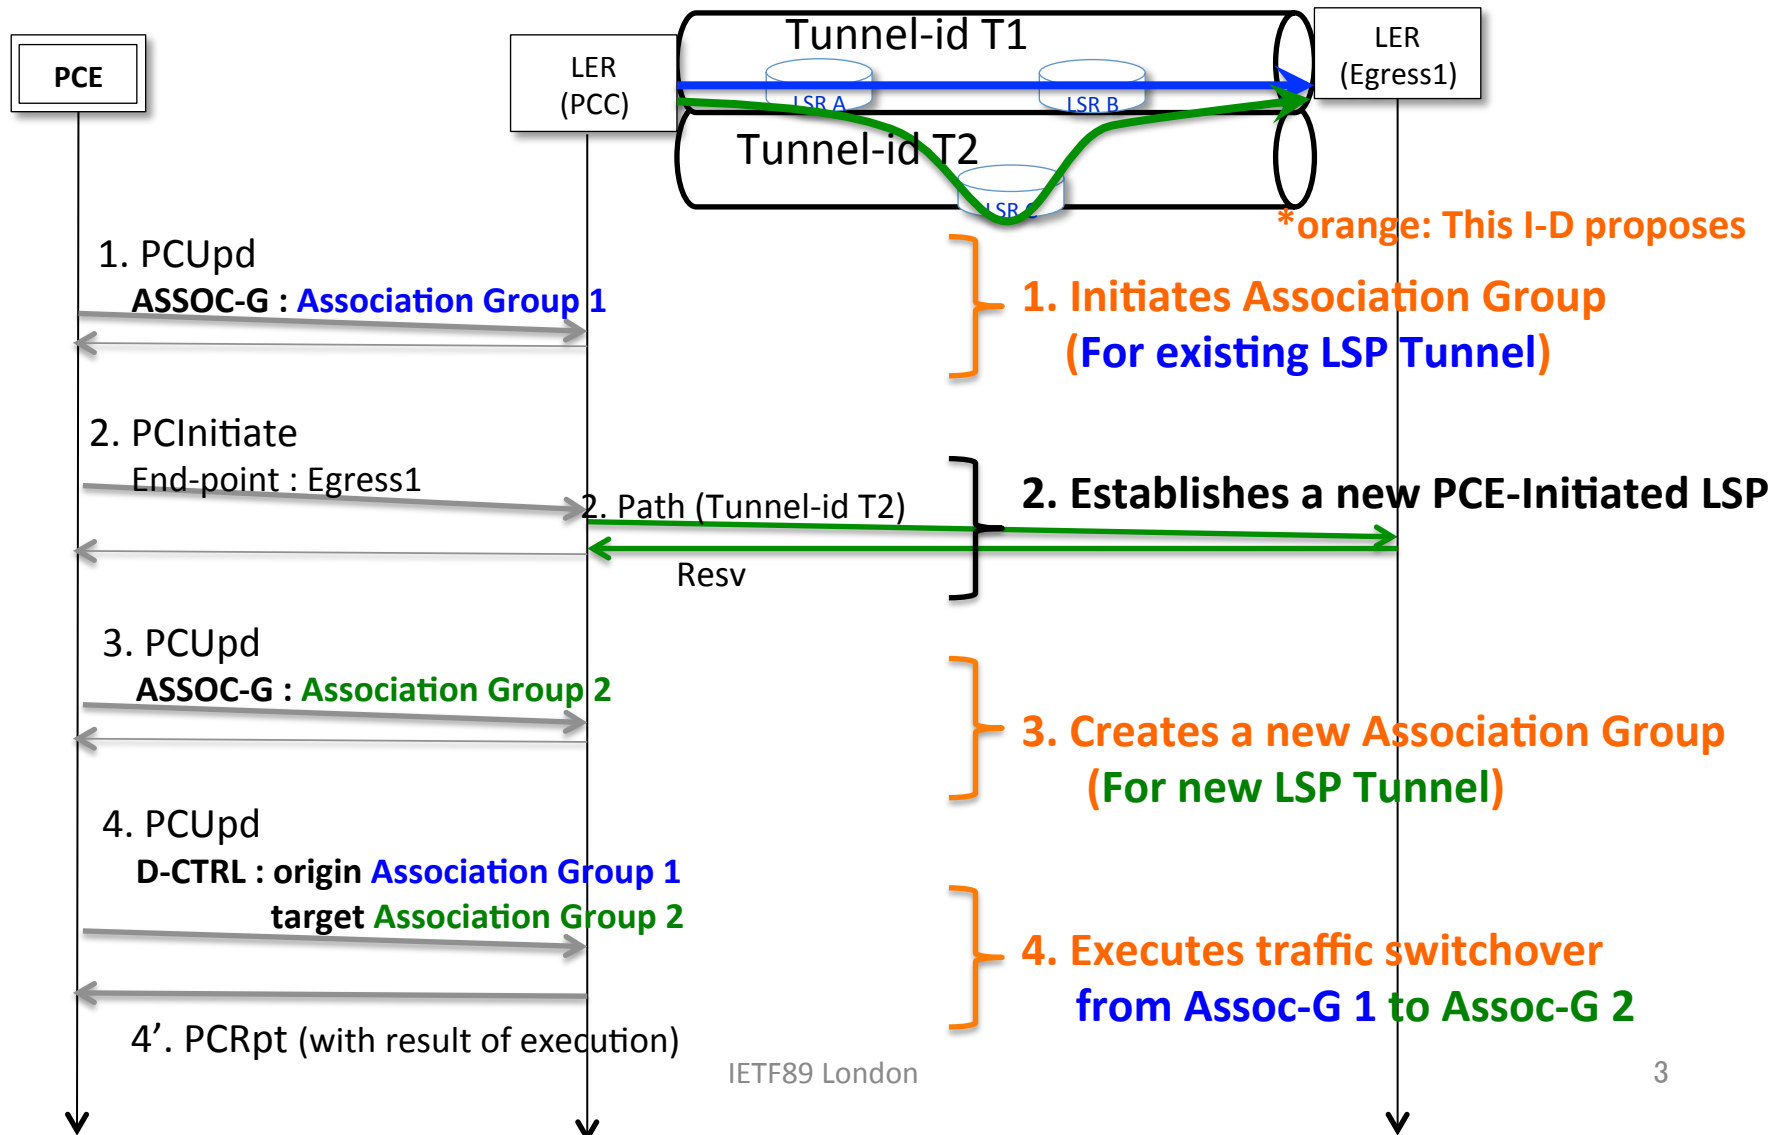 PCE
LER
(PCC)
Tunnel-id T1
LSR A
LSR B
LER
(Egress1)
Tunnel-id T2
LSR C
*orange: This I-D proposes
1. PCUpd
ASSOC-G : Association Group 1
1. Initiates Association Group
(For existing LSP Tunnel)
2. PCInitiate
End-point : Egress1
2. Path (Tunnel-id T2)
Resv
2. Establishes a new PCE-Initiated LSP
3. PCUpd
ASSOC-G : Association Group 2
3. Creates a new Association Group
(For new LSP Tunnel)
4. PCUpd
D-CTRL : origin Association Group 1
target Association Group 2
4. Executes traffic switchover
from Assoc-G 1 to Assoc-G 2
4’. PCRpt (with result of execution)
IETF89 London
3